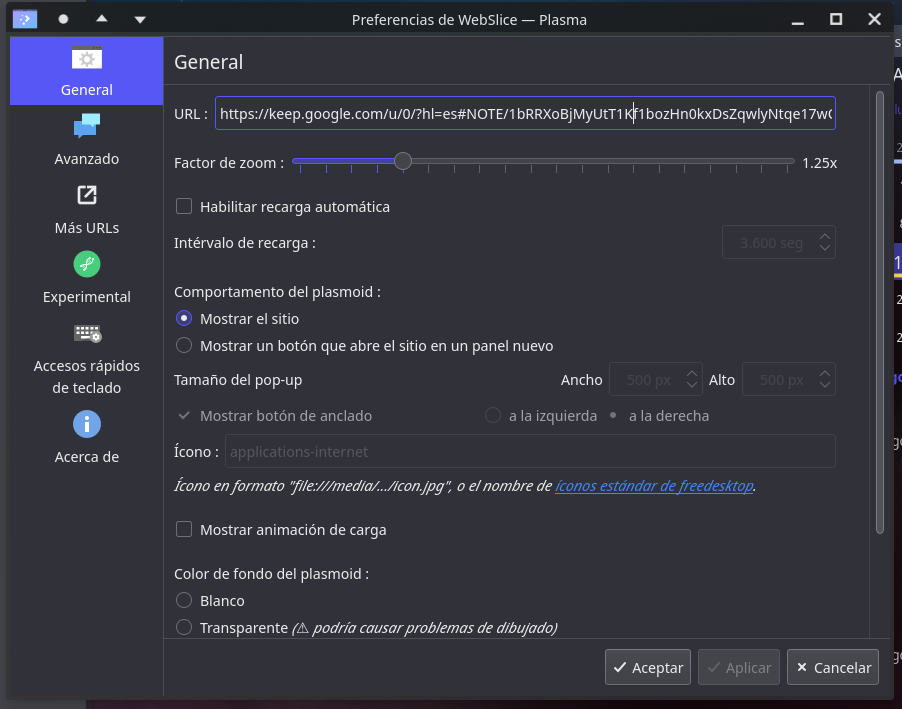 Preferencias de WebSlice — Plasma
General
Avanzado
Más URLs
Experimental
Accesos rápidos
de teclado
Acerca de
General
URL : https://keep.google.com/u/0/?hl=es#NOTE/1bRRXoBjMyUtT1Kf1bozHn0kxDsZqwlyNtqe17w
Factor de zoom : 1.25x
Habilitar recarga automática
Intérvalo de recarga : 3.600 seg
Comportamento del plasmoid :
Mostrar el sitio
Mostrar un botón que abre el sitio en un panel nuevo
Tamaño del pop-up Ancho 500 px Alto 500 px
Mostrar botón de anclado a la izquierda a la derecha
Ícono : applications-internet
Ícono en formato "file:///media/.../icon.jpg", o el nombre de íconos estándar de freedesktop.
Mostrar animación de carga
Color de fondo del plasmoid :
Blanco
Transparente (⚠ podría causar problemas de dibujado)
Aceptar Aplicar Cancelar